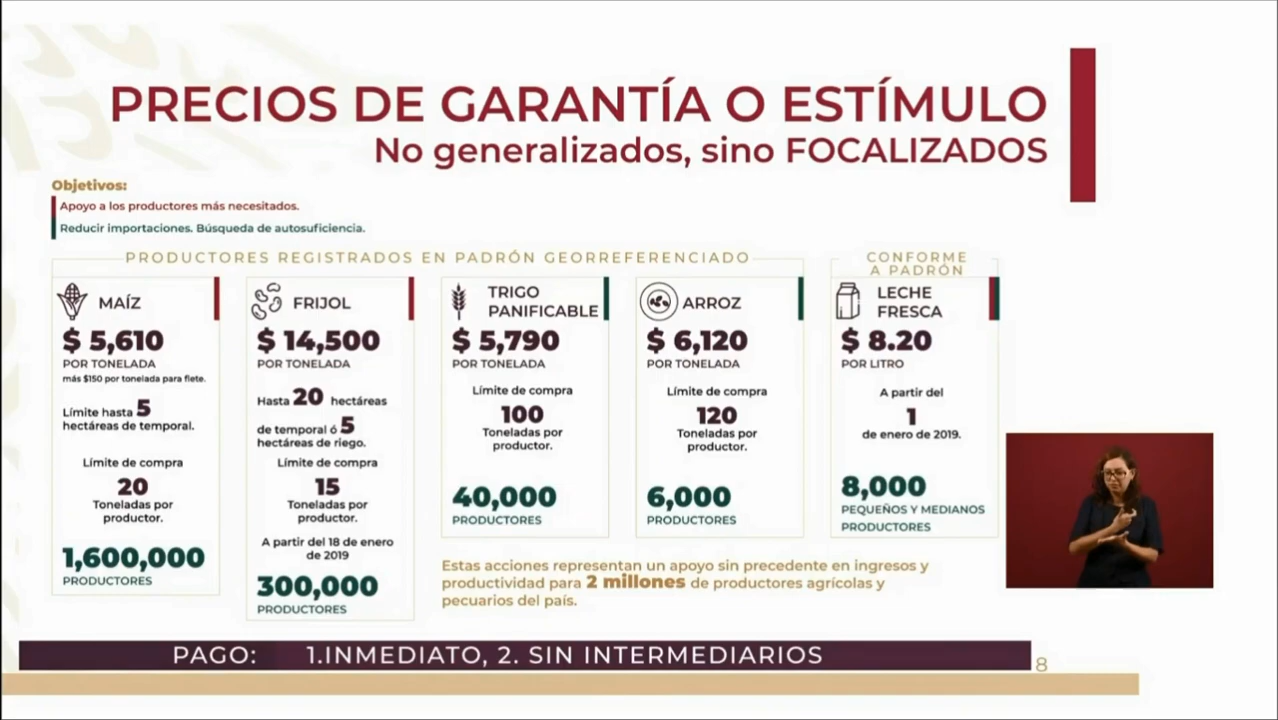 PRECIOS DE GARANTÍA O ESTÍMULO
No generalizados, sino FOCALIZADOS
Objetivos:
Apoyo a los productores más necesitados.
Reducir importaciones. Búsqueda de autosuficiencia.
PRODUCTORES REGISTRADOS EN PADRÓN GEORREFERENCIADO
MAÍZ
$ 5,610
POR TONELADA
más $150 por tonelada para flete.
Límite hasta 5
hectáreas de temporal.
Límite de compra
20
Toneladas por
productor.
1,600,000
PRODUCTORES
FRIJOL
$ 14,500
POR TONELADA
Hasta 20 hectáreas
de temporal ó 5
hectáreas de riego.
Límite de compra
15
Toneladas por
productor.
A partir del 18 de enero
de 2019
300,000
PRODUCTORES
TRIGO
PANIFICABLE
$ 5,790
POR TONELADA
Límite de compra
100
Toneladas por
productor.
40,000
PRODUCTORES
ARROZ
$ 6,120
POR TONELADA
Límite de compra
120
Toneladas por
productor.
6,000
PRODUCTORES
CONFORME
A PADRÓN
LECHE
FRESCA
$ 8.20
POR LITRO
A partir del
1
de enero de 2019.
8,000
PEQUEÑOS Y MEDIANOS
PRODUCTORES
Estas acciones representan un apoyo sin precedente en ingresos y
productividad para 2 millones de productores agrícolas y
pecuarios del país.
PAGO: 1.INMEDIATO, 2. SIN INTERMEDIARIOS
8